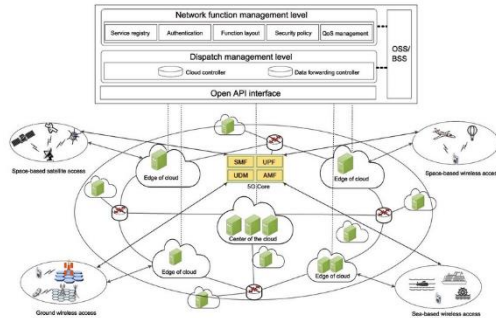 Network function management level
Service registry
Authentication
Function layout
Security policy
QoS management
OSS/
BSS
Dispatch management level
Cloud controller
Data forwarding controller
Open API interface
Space-based satellite access
Edge of cloud
SMF
UPF
UDM
AMF
5G Core
Edge of cloud
Space-based wireless access
Center of the cloud
Edge of cloud
Edge of cloud
Ground wireless access
Sea-based wireless access